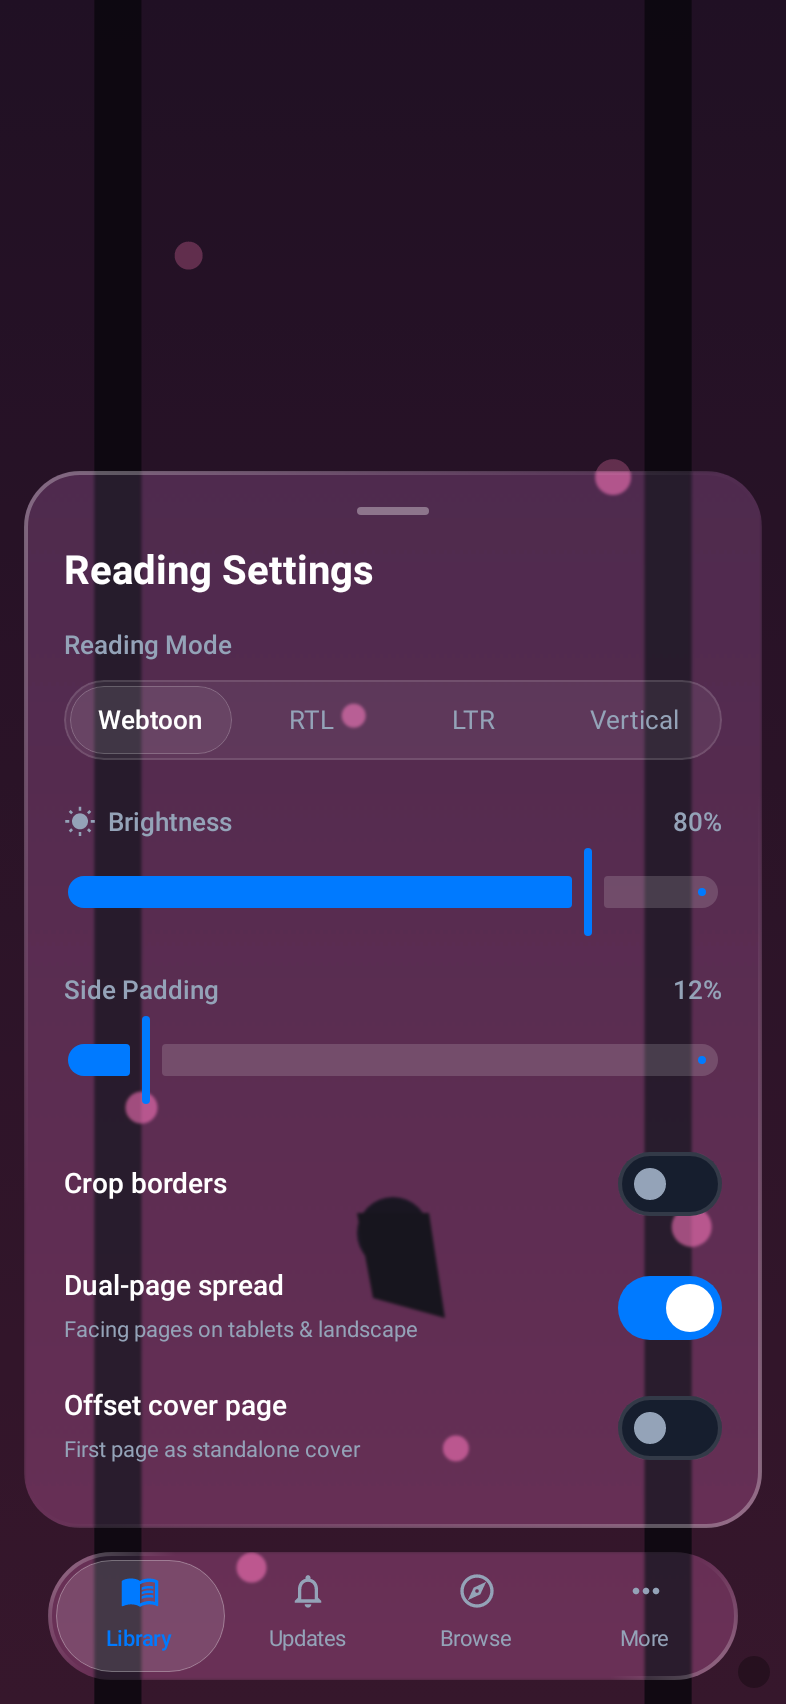 Reading Settings
Reading Mode
Webtoon RTL LTR Vertical
Brightness 80%
Side Padding 12%
Crop borders
Dual-page spread
Facing pages on tablets & landscape
Offset cover page
First page as standalone cover
Library Updates Browse More